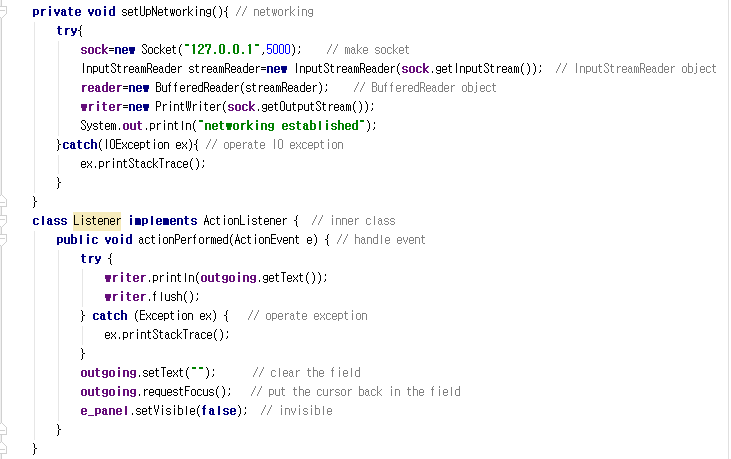 private void setUpNetworking(){ // networking
try{
sock=new Socket("127.0.0.1",5000); // make socket
InputStreamReader streamReader=new InputStreamReader(sock.getInputStream()); // InputStreamReader object
reader=new BufferedReader(streamReader); // BufferedReader object
writer=new PrintWriter(sock.getOutputStream());
System.out.println("networking established");
}catch(IOException ex){ // operate IO exception
ex.printStackTrace();
}
}
class Listener implements ActionListener { // inner class
public void actionPerformed(ActionEvent e) { // handle event
try {
writer.println(outgoing.getText());
writer.flush();
} catch (Exception ex) { // operate exception
ex.printStackTrace();
}
outgoing.setText(""); // clear the field
outgoing.requestFocus(); // put the cursor back in the field
e_panel.setVisible(false); // invisible
}
}